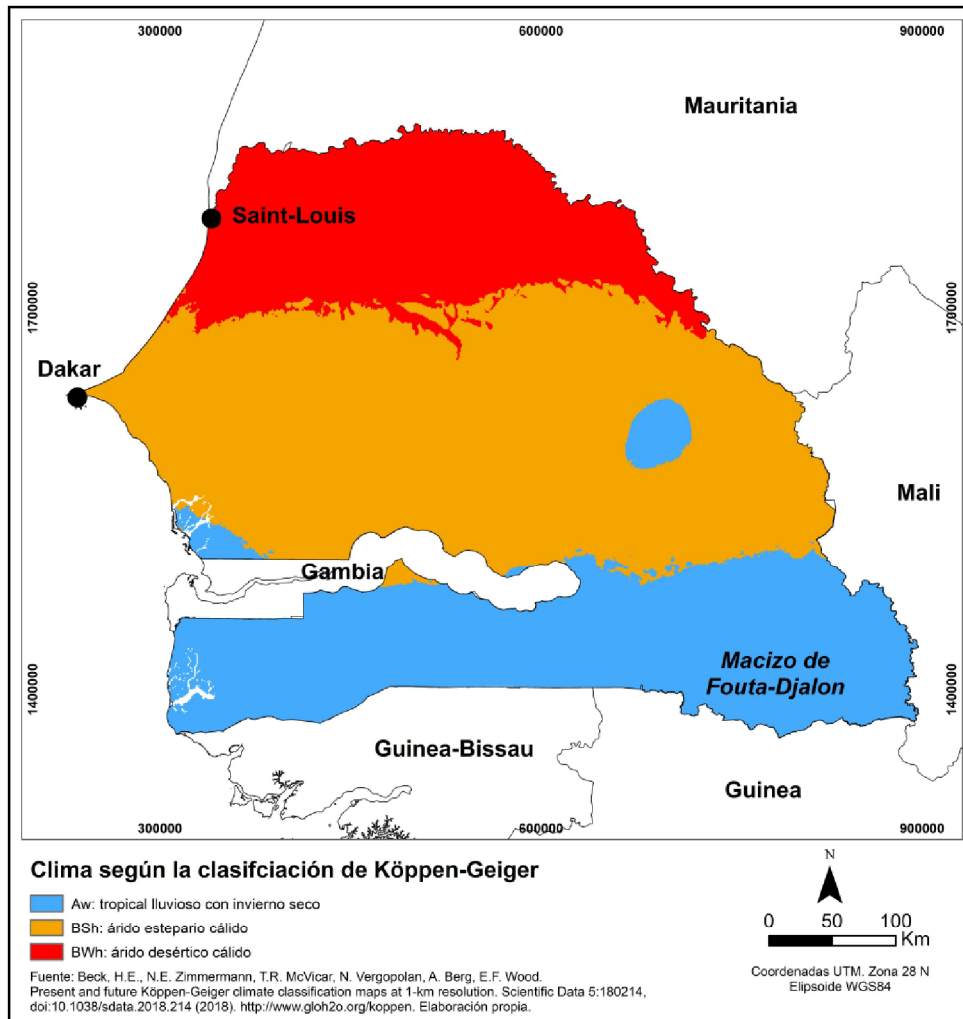 300000 600000 900000
Mauritania
Saint-Louis
1700000 1700000
Dakar
Mali
Gambia
Macizo de
Fouta-Djalon
1400000 1400000
Guinea-Bissau
Guinea
300000 600000 900000
Clima según la clasifciación de Köppen-Geiger
Aw: tropical lluvioso con invierno seco
BSh: árido estepario cálido
BWh: árido desértico cálido
N
0 50 100
Km
Coordenadas UTM. Zona 28 N
Elipsoide WGS84
Fuente: Beck, H.E., N.E. Zimmermann, T.R. McVicar, N. Vergopolan, A. Berg, E.F. Wood.
Present and future Köppen-Geiger climate classification maps at 1-km resolution. Scientific Data 5:180214,
doi:10.1038/sdata.2018.214 (2018). http://www.gloh2o.org/koppen. Elaboración propia.